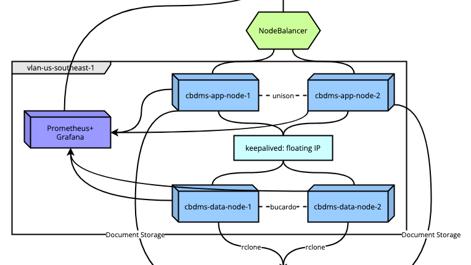 NodeBalancer
vlan-us-southeast-1
cbdms-app-node-1
unison
cbdms-app-node-2
Prometheus+
Grafana
keepalived: floating IP
cbdms-data-node-1
bucardo
cbdms-data-node-2
Document Storage
Document Storage
rclone
rclone